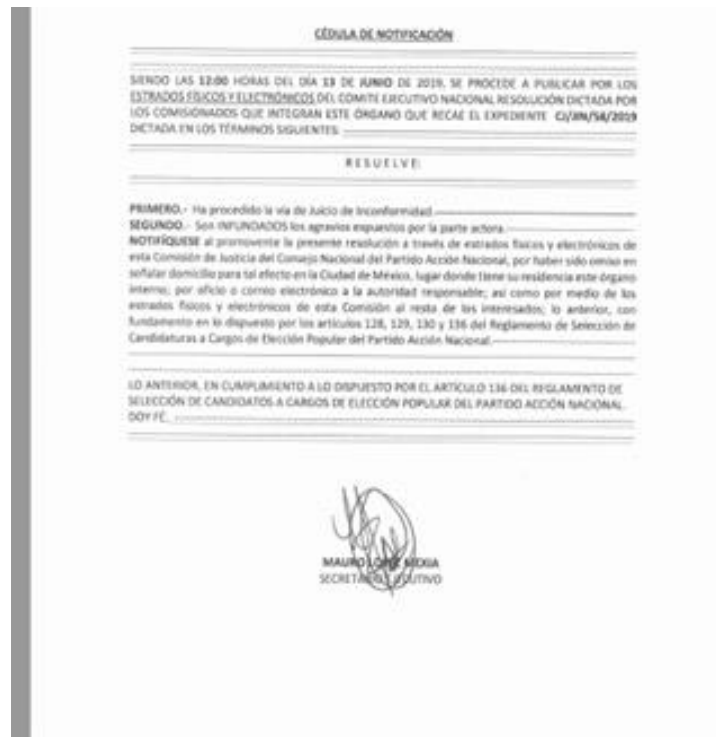 CÉDULA DE NOTIFICACIÓN
SIENDO LAS 12:00 HORAS DEL DÍA 13 DE JUNIO DE 2019, SE PROCEDE A PUBLICAR POR LOS
ESTRADOS FÍSICOS Y ELECTRÓNICOS DEL COMITE EJECUTIVO NACIONAL RESOLUCIÓN DICTADA POR
LOS COMISIONADOS QUE INTEGRAN ESTE ÓRGANO QUE RECAE EL EXPEDIENTE CJ/JIN/58/2019
DICTADA EN LOS TÉRMINOS SIGUIENTES:
RESUELVE:
PRIMERO.- Ha procedido la vía de Juicio de Inconformidad.
SEGUNDO.- Son INFUNDADOS los agravios expuestos por la parte actora.
NOTIFÍQUESE al promovente la presente resolución a través de estrados físicos y electrónicos de
esta Comisión de Justicia del Consejo Nacional del Partido Acción Nacional, por haber sido omiso en
señalar domicilio para tal efecto en la Ciudad de México, lugar donde tiene su residencia este órgano
interno; por oficio o correo electrónico a la autoridad responsable; así como por medio de los
estrados físicos y electrónicos de esta Comisión al resto de los interesados; lo anterior, con
fundamento en lo dispuesto por los artículos 128, 129, 130 y 136 del Reglamento de Selección de
Candidaturas a Cargos de Elección Popular del Partido Acción Nacional.
LO ANTERIOR, EN CUMPLIMIENTO A LO DISPUESTO POR EL ARTÍCULO 136 DEL REGLAMENTO DE
SELECCIÓN DE CANDIDATOS A CARGOS DE ELECCIÓN POPULAR DEL PARTIDO ACCIÓN NACIONAL.
DOY FE.
MAURO LÓPEZ MEXIA
SECRETARIO EJECUTIVO